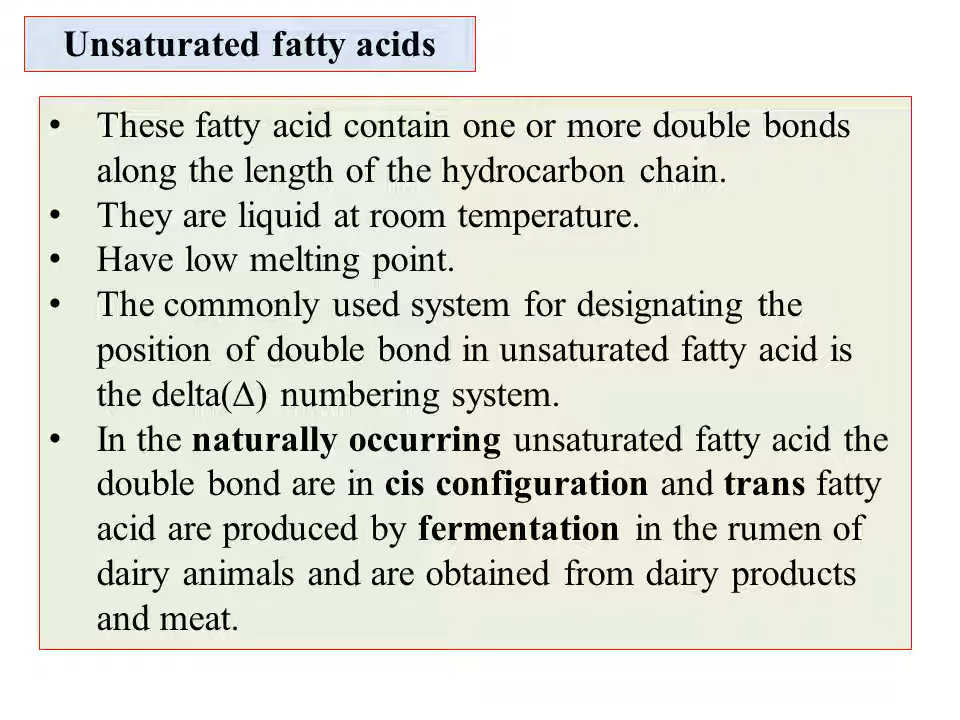 Unsaturated fatty acids
• These fatty acid contain one or more double bonds
along the length of the hydrocarbon chain.
• They are liquid at room temperature.
• Have low melting point.
• The commonly used system for designating the
position of double bond in unsaturated fatty acid is
the delta(Δ) numbering system.
• In the naturally occurring unsaturated fatty acid the
double bond are in cis configuration and trans fatty
acid are produced by fermentation in the rumen of
dairy animals and are obtained from dairy products
and meat.